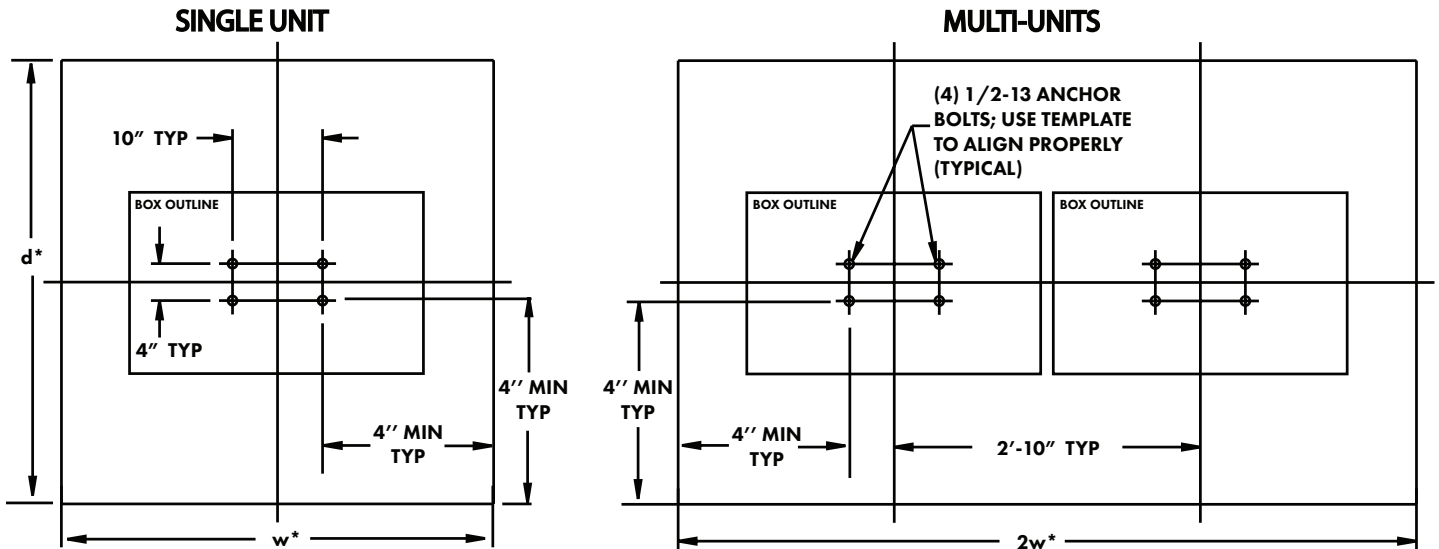 SINGLE UNIT
10″ TYP
BOX OUTLINE
d*
4″ TYP
4′′ MIN
TYP
4′′ MIN
TYP
w*
MULTI-UNITS
(4) 1/2-13 ANCHOR
BOLTS; USE TEMPLATE
TO ALIGN PROPERLY
(TYPICAL)
BOX OUTLINE
BOX OUTLINE
4′′ MIN
TYP
4′′ MIN
TYP
2′-10″ TYP
2w*